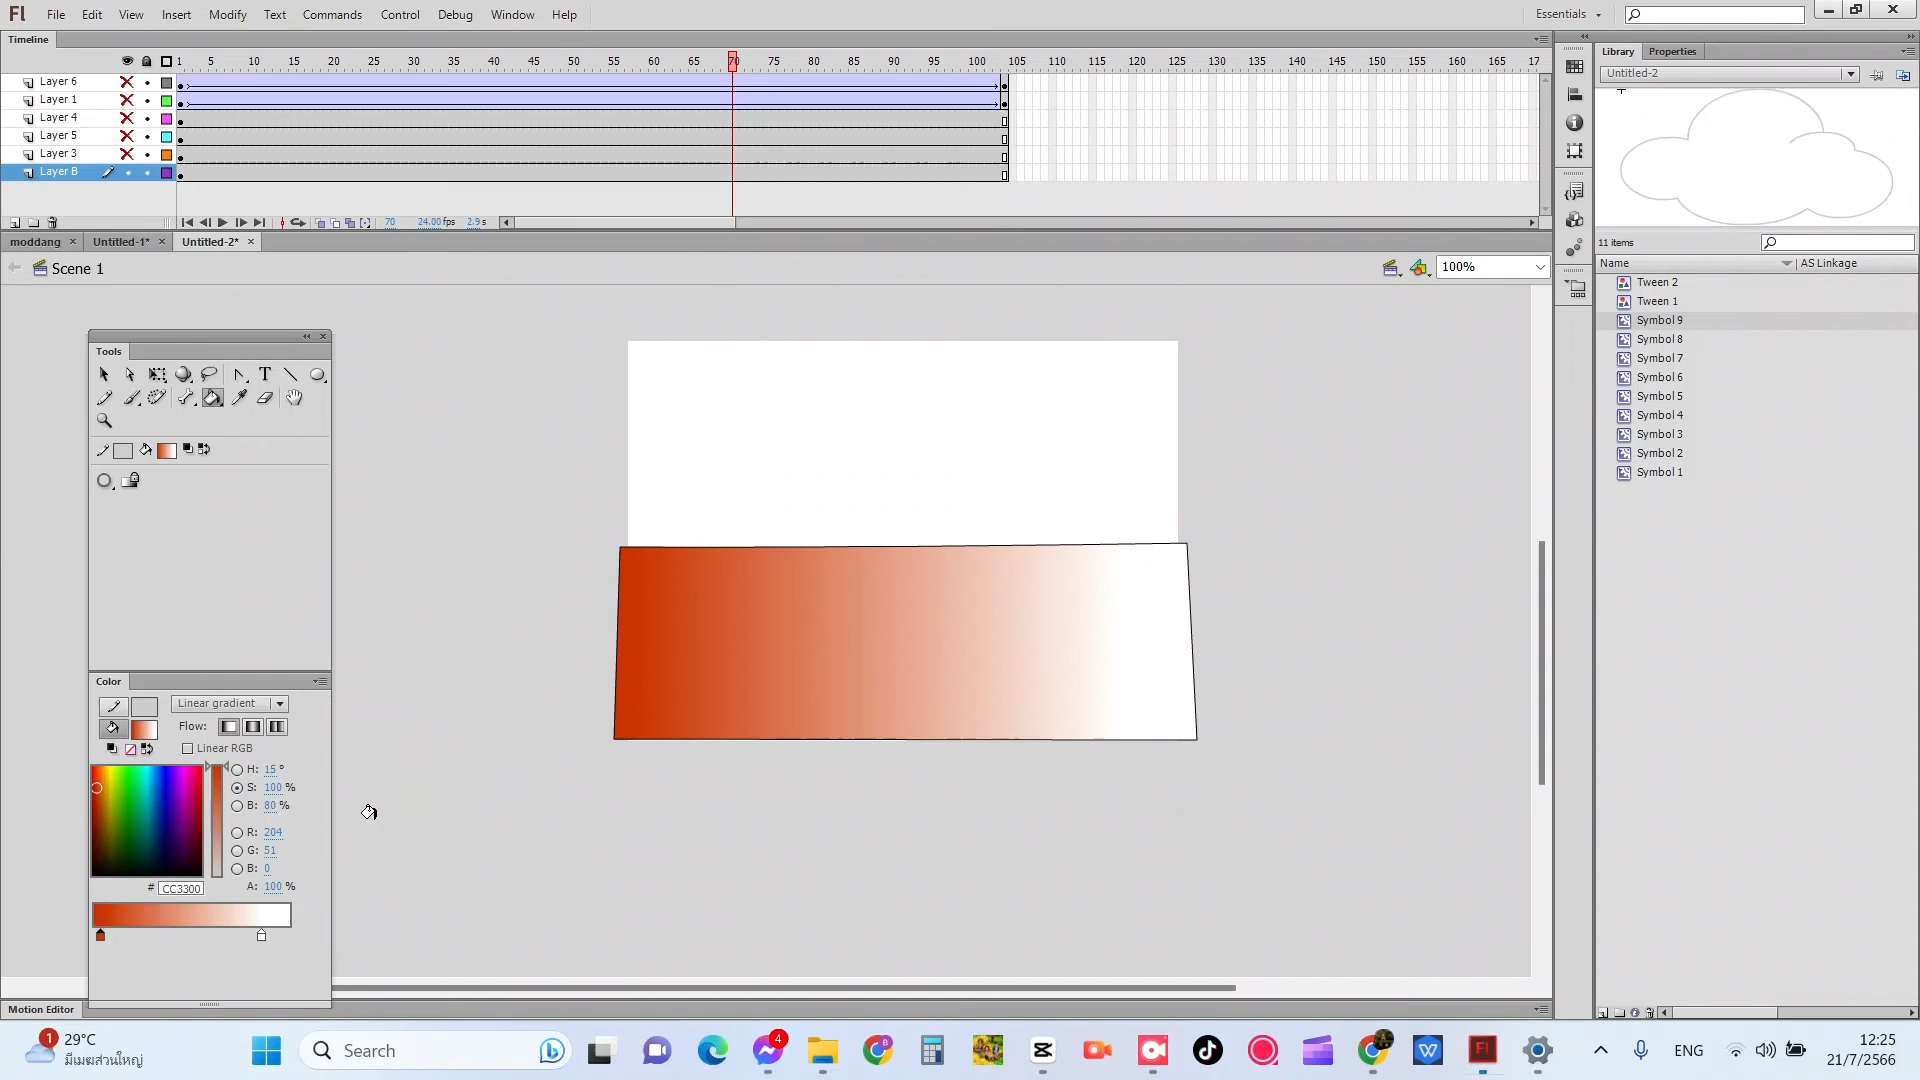 Fl File Edit View Insert Modify Text Commands Control Debug Window Help Essentials
Timeline
1 5 10 15 20 25 30 35 40 45 50 55 60 65 70 75 80 85 90 95 100 105 110 115 120 125 130 135 140 145 150 155 160 165 17
Layer 6
Layer 1
Layer 4
Layer 5
Layer 3
Layer B
70 24.00 fps 2.9 s
moddang Untitled-1* Untitled-2*
Scene 1 100%
Tools
T
Color
Linear gradient
Flow:
Linear RGB
H: 15 °
S: 100 %
B: 80 %
R: 204
G: 51
B: 0
# CC3300 A: 100 %
Motion Editor
Library Properties
Untitled-2
11 items
Name AS Linkage
Tween 2
Tween 1
Symbol 9
Symbol 8
Symbol 7
Symbol 6
Symbol 5
Symbol 4
Symbol 3
Symbol 2
Symbol 1
1 29°C
มีเมฆส่วนใหญ่
Search
4
B
W
Fl
ENG
12:25
21/7/2566